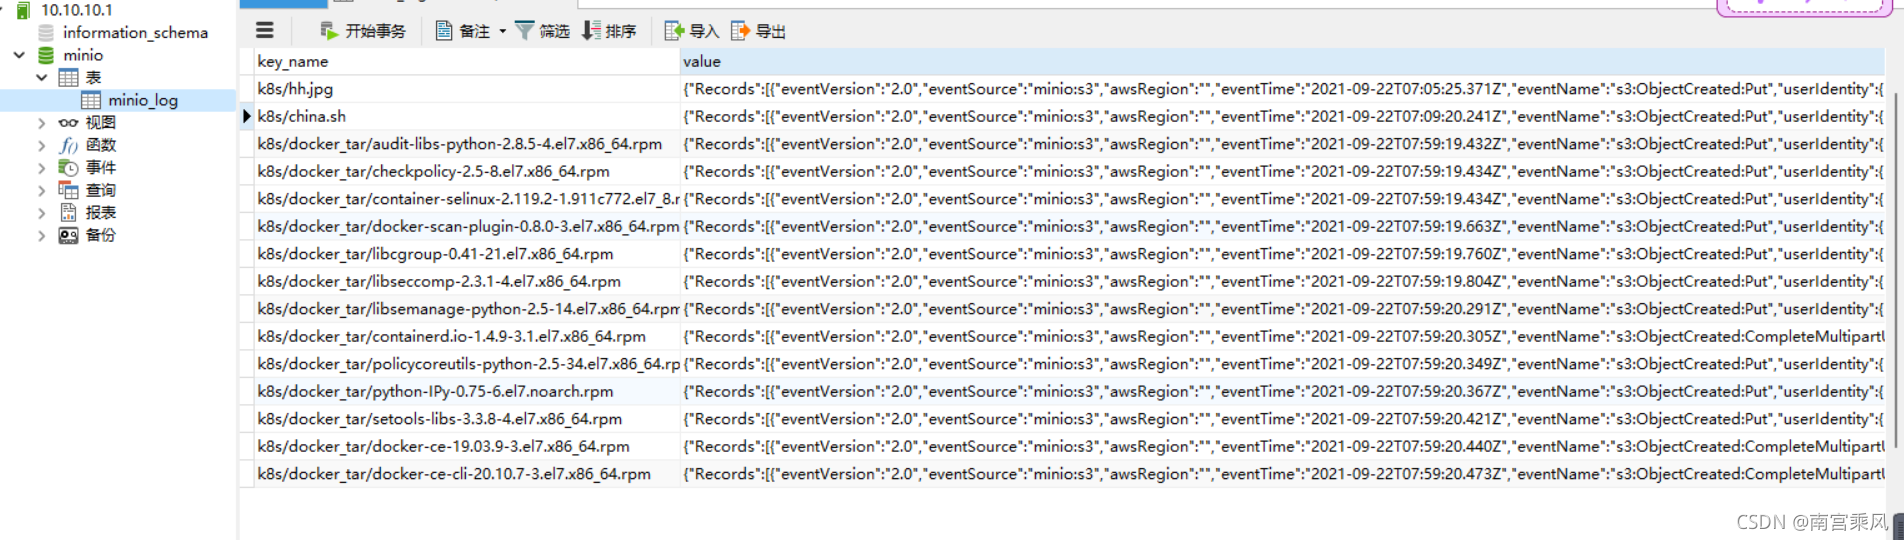 10.10.10.1
information_schema
minio
表
minio_log
视图
函数
事件
查询
报表
备份
开始事务 备注 筛选 排序 导入 导出
key_name value
k8s/hh.jpg {"Records":[{"eventVersion":"2.0","eventSource":"minio:s3","awsRegion":"","eventTime":"2021-09-22T07:05:25.371Z","eventName":"s3:ObjectCreated:Put","userIdentity":{
k8s/china.sh {"Records":[{"eventVersion":"2.0","eventSource":"minio:s3","awsRegion":"","eventTime":"2021-09-22T07:09:20.241Z","eventName":"s3:ObjectCreated:Put","userIdentity":{
k8s/docker_tar/audit-libs-python-2.8.5-4.el7.x86_64.rpm {"Records":[{"eventVersion":"2.0","eventSource":"minio:s3","awsRegion":"","eventTime":"2021-09-22T07:59:19.432Z","eventName":"s3:ObjectCreated:Put","userIdentity":{
k8s/docker_tar/checkpolicy-2.5-8.el7.x86_64.rpm {"Records":[{"eventVersion":"2.0","eventSource":"minio:s3","awsRegion":"","eventTime":"2021-09-22T07:59:19.434Z","eventName":"s3:ObjectCreated:Put","userIdentity":{
k8s/docker_tar/container-selinux-2.119.2-1.911c772.el7_8.r {"Records":[{"eventVersion":"2.0","eventSource":"minio:s3","awsRegion":"","eventTime":"2021-09-22T07:59:19.434Z","eventName":"s3:ObjectCreated:Put","userIdentity":{
k8s/docker_tar/docker-scan-plugin-0.8.0-3.el7.x86_64.rpm {"Records":[{"eventVersion":"2.0","eventSource":"minio:s3","awsRegion":"","eventTime":"2021-09-22T07:59:19.663Z","eventName":"s3:ObjectCreated:Put","userIdentity":{
k8s/docker_tar/libcgroup-0.41-21.el7.x86_64.rpm {"Records":[{"eventVersion":"2.0","eventSource":"minio:s3","awsRegion":"","eventTime":"2021-09-22T07:59:19.760Z","eventName":"s3:ObjectCreated:Put","userIdentity":{
k8s/docker_tar/libseccomp-2.3.1-4.el7.x86_64.rpm {"Records":[{"eventVersion":"2.0","eventSource":"minio:s3","awsRegion":"","eventTime":"2021-09-22T07:59:19.804Z","eventName":"s3:ObjectCreated:Put","userIdentity":{
k8s/docker_tar/libsemanage-python-2.5-14.el7.x86_64.rpm {"Records":[{"eventVersion":"2.0","eventSource":"minio:s3","awsRegion":"","eventTime":"2021-09-22T07:59:20.291Z","eventName":"s3:ObjectCreated:Put","userIdentity":{
k8s/docker_tar/containerd.io-1.4.9-3.1.el7.x86_64.rpm {"Records":[{"eventVersion":"2.0","eventSource":"minio:s3","awsRegion":"","eventTime":"2021-09-22T07:59:20.305Z","eventName":"s3:ObjectCreated:CompleteMultipartU
k8s/docker_tar/policycoreutils-python-2.5-34.el7.x86_64.rp {"Records":[{"eventVersion":"2.0","eventSource":"minio:s3","awsRegion":"","eventTime":"2021-09-22T07:59:20.349Z","eventName":"s3:ObjectCreated:Put","userIdentity":{
k8s/docker_tar/python-IPy-0.75-6.el7.noarch.rpm {"Records":[{"eventVersion":"2.0","eventSource":"minio:s3","awsRegion":"","eventTime":"2021-09-22T07:59:20.367Z","eventName":"s3:ObjectCreated:Put","userIdentity":{
k8s/docker_tar/setools-libs-3.3.8-4.el7.x86_64.rpm {"Records":[{"eventVersion":"2.0","eventSource":"minio:s3","awsRegion":"","eventTime":"2021-09-22T07:59:20.421Z","eventName":"s3:ObjectCreated:Put","userIdentity":{
k8s/docker_tar/docker-ce-19.03.9-3.el7.x86_64.rpm {"Records":[{"eventVersion":"2.0","eventSource":"minio:s3","awsRegion":"","eventTime":"2021-09-22T07:59:20.440Z","eventName":"s3:ObjectCreated:CompleteMultipartU
k8s/docker_tar/docker-ce-cli-20.10.7-3.el7.x86_64.rpm {"Records":[{"eventVersion":"2.0","eventSource":"minio:s3","awsRegion":"","eventTime":"2021-09-22T07:59:20.473Z","eventName":"s3:ObjectCreated:CompleteMultipartU
CSDN @南宫乘风